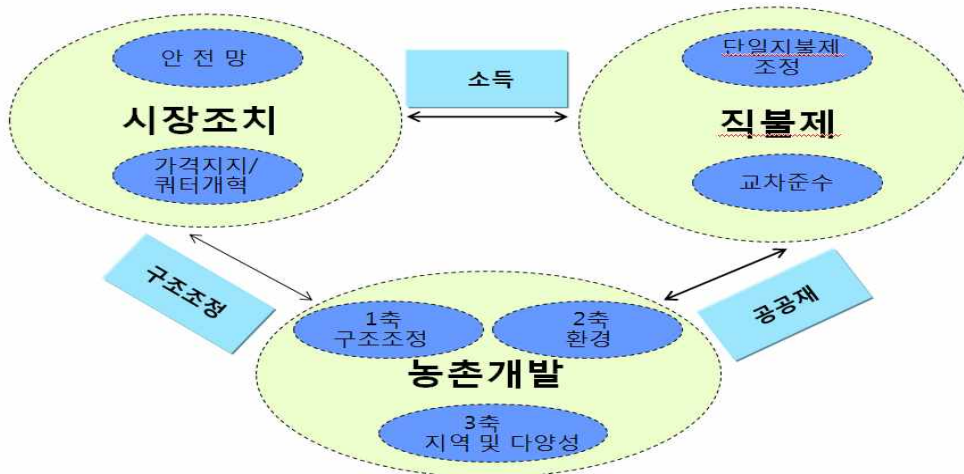 안 전 망
시장조치
가격지지/
쿼터개혁
소득
단일지불제
조정
직불제
교차준수
구조조정
공공재
1축
구조조정
2축
환경
농촌개발
3축
지역 및 다양성